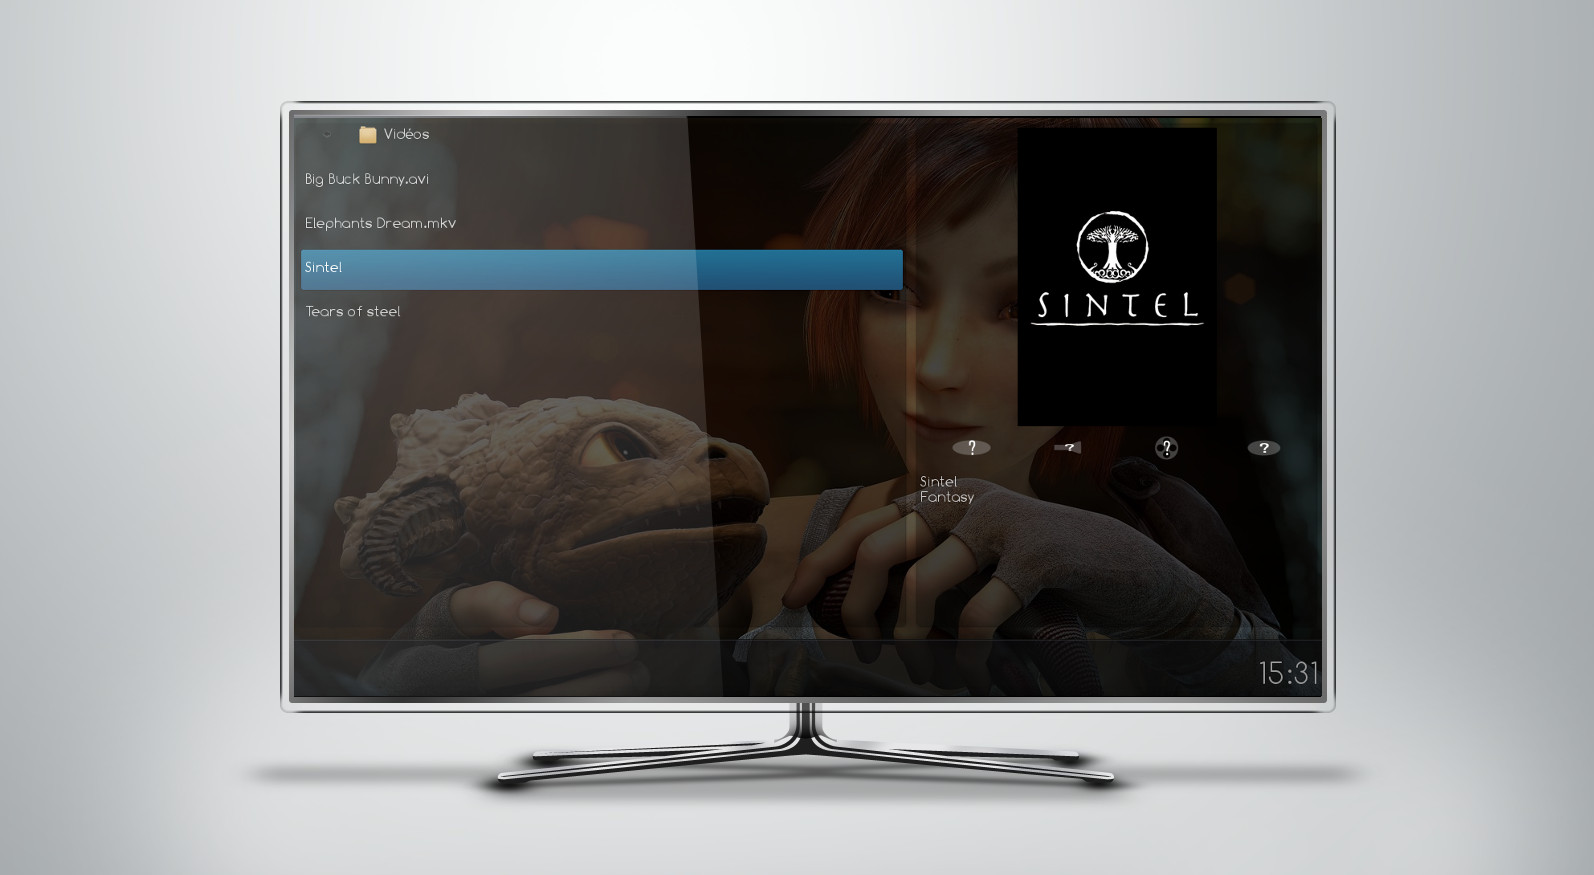 Vidéos
Big Buck Bunny.avi
Elephants Dream.mkv
Sintel
Tears of steel
SINTEL
? ? ? ?
Sintel
Fantasy
15:31